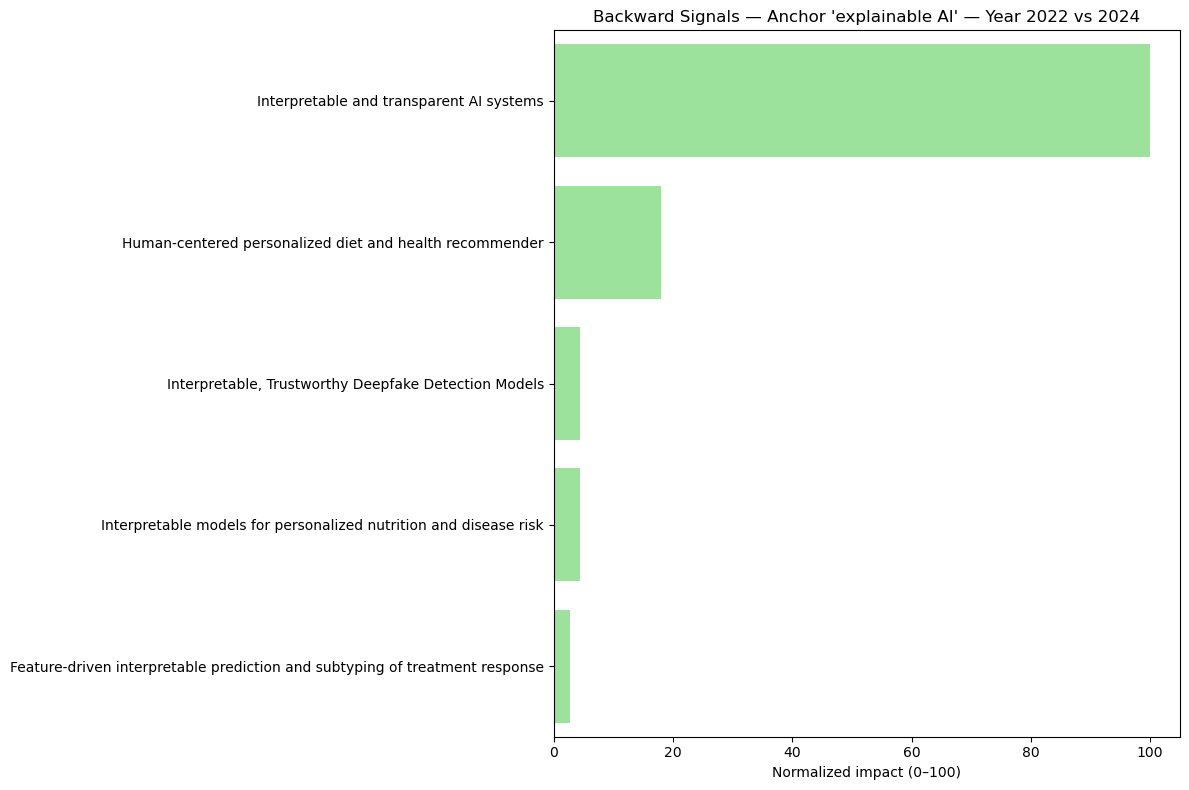 Backward Signals — Anchor 'explainable AI' — Year 2022 vs 2024
Interpretable and transparent AI systems
Human-centered personalized diet and health recommender
Interpretable, Trustworthy Deepfake Detection Models
Interpretable models for personalized nutrition and disease risk
Feature-driven interpretable prediction and subtyping of treatment response
0 20 40 60 80 100
Normalized impact (0–100)